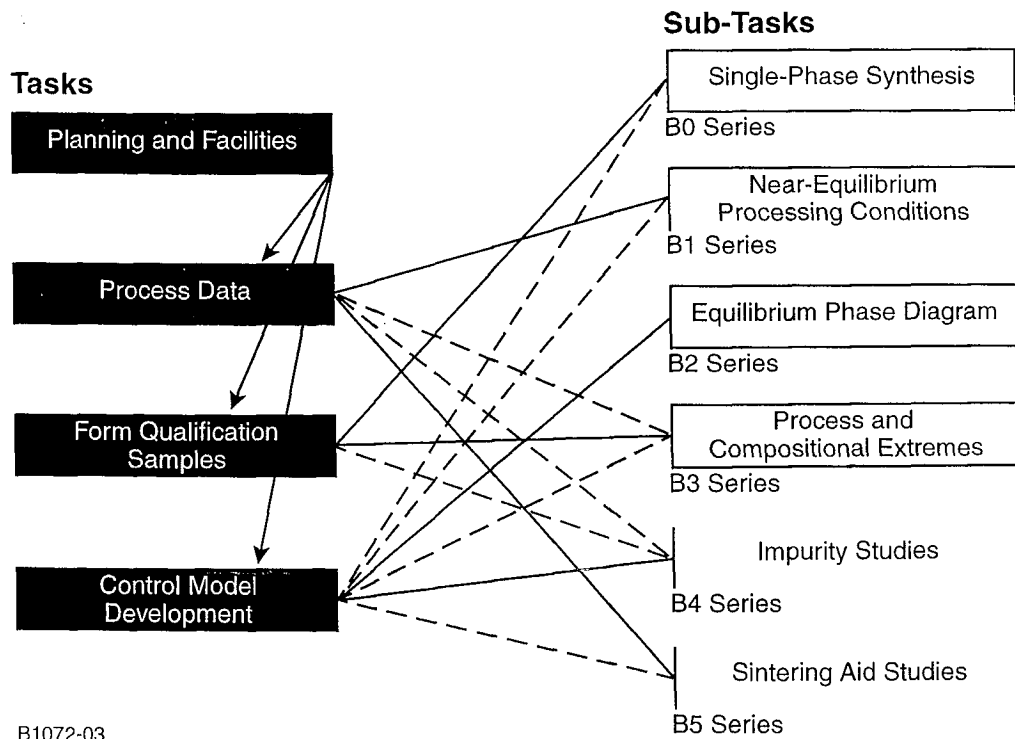 Sub-Tasks
Tasks
Single-Phase Synthesis
B0 Series
Planning and Facilities
Near-Equilibrium
Processing Conditions
B1 Series
Process Data
Equilibrium Phase Diagram
B2 Series
Form Qualification
Samples
Process and
Compositional Extremes
B3 Series
Impurity Studies
B4 Series
Control Model
Development
Sintering Aid Studies
B5 Series
B1072-03